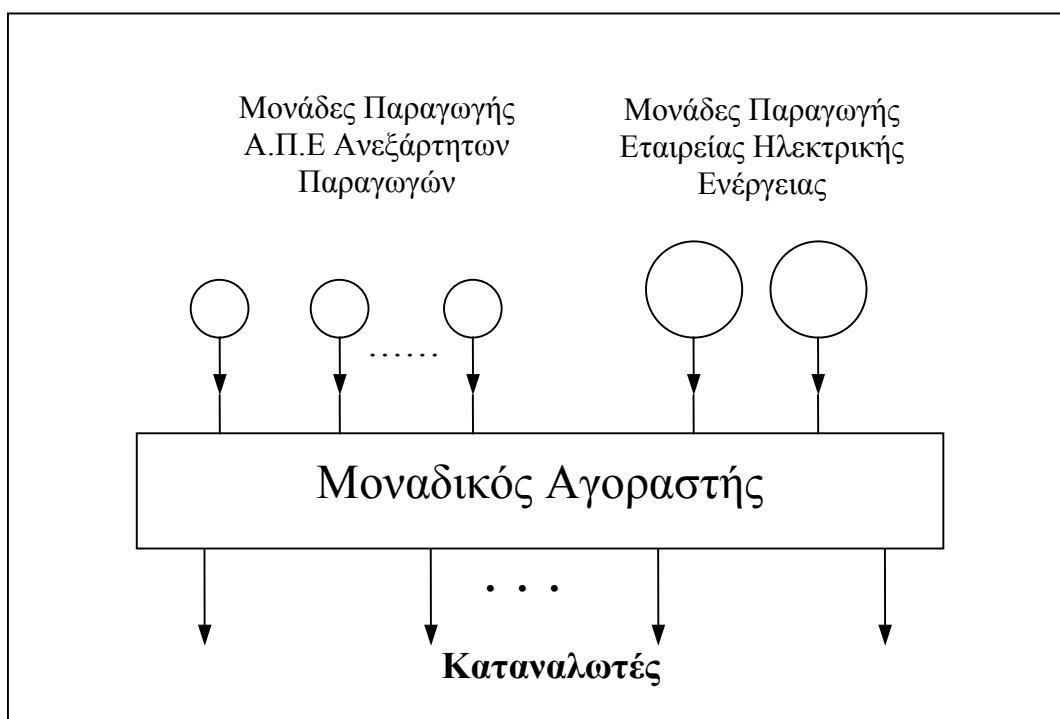 Μονάδες Παραγωγής
Α.Π.Ε Ανεξάρτητων
Παραγωγών
Μονάδες Παραγωγής
Εταιρείας Ηλεκτρικής
Ενέργειας
......
Μοναδικός Αγοραστής
. . .
Καταναλωτές